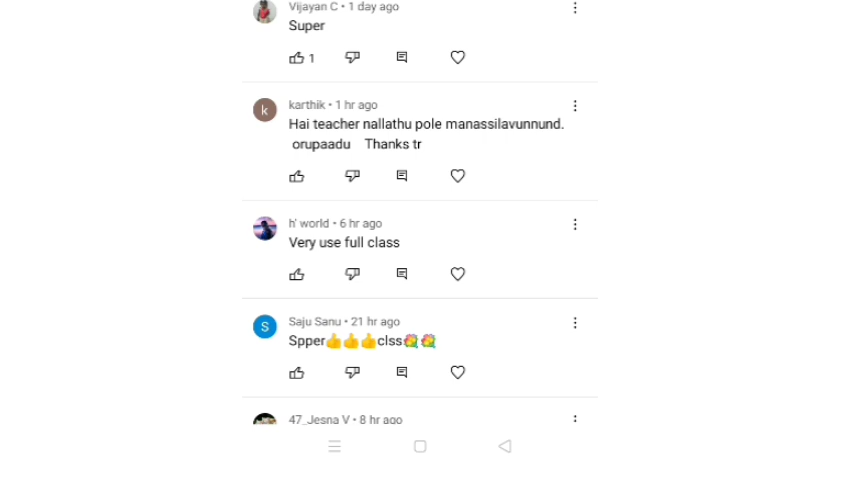 Vijayan C • 1 day ago
Super
1
k
karthik • 1 hr ago
Hai teacher nallathu pole manassilavunnund.
orupaadu Thanks tr
h' world • 6 hr ago
Very use full class
S
Saju Sanu • 21 hr ago
Spper👍👍👍clss💐💐
47_Jesna V • 8 hr ago